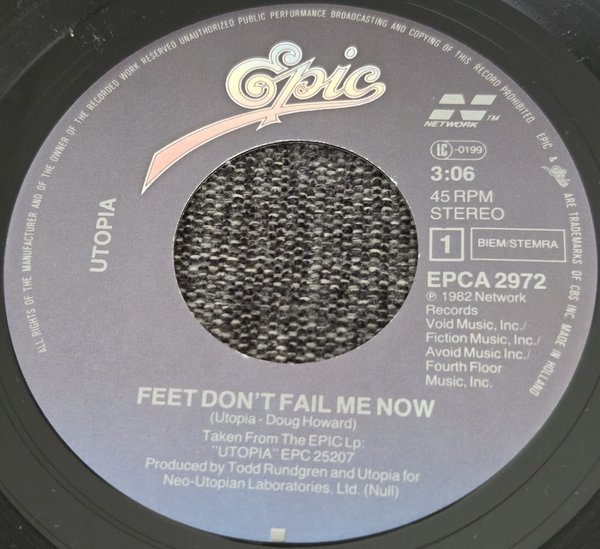 ALL RIGHTS OF THE MANUFACTURER AND OF THE OWNER OF THE RECORDED WORK RESERVED UNAUTHORIZED PUBLIC PERFORMANCE BROADCASTING AND COPYING OF THIS RECORD PROHIBITED. EPIC & Epic ARE TRADEMARKS OF CBS INC MADE IN HOLLAND
Epic
NETWORK TM
LC -0199
3:06
45 RPM
STEREO
1 BIEM/STEMRA
EPCA 2972
℗ 1982 Network
Records
Void Music, Inc./
Fiction Music, Inc./
Avoid Music, Inc./
Fourth Floor
Music, Inc.
UTOPIA
FEET DON'T FAIL ME NOW
(Utopia - Doug Howard)
Taken From The EPIC Lp:
"UTOPIA" EPC 25207
Produced by Todd Rundgren and Utopia for
Neo-Utopian Laboratories, Ltd. (Null)